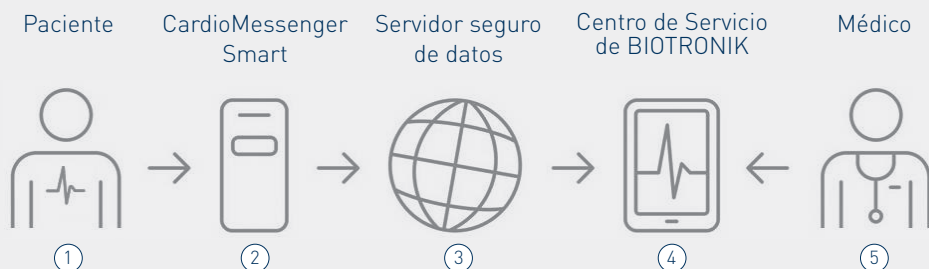 Paciente
CardioMessenger
Smart
Servidor seguro
de datos
Centro de Servicio
de BIOTRONIK
Médico
1
2
3
4
5